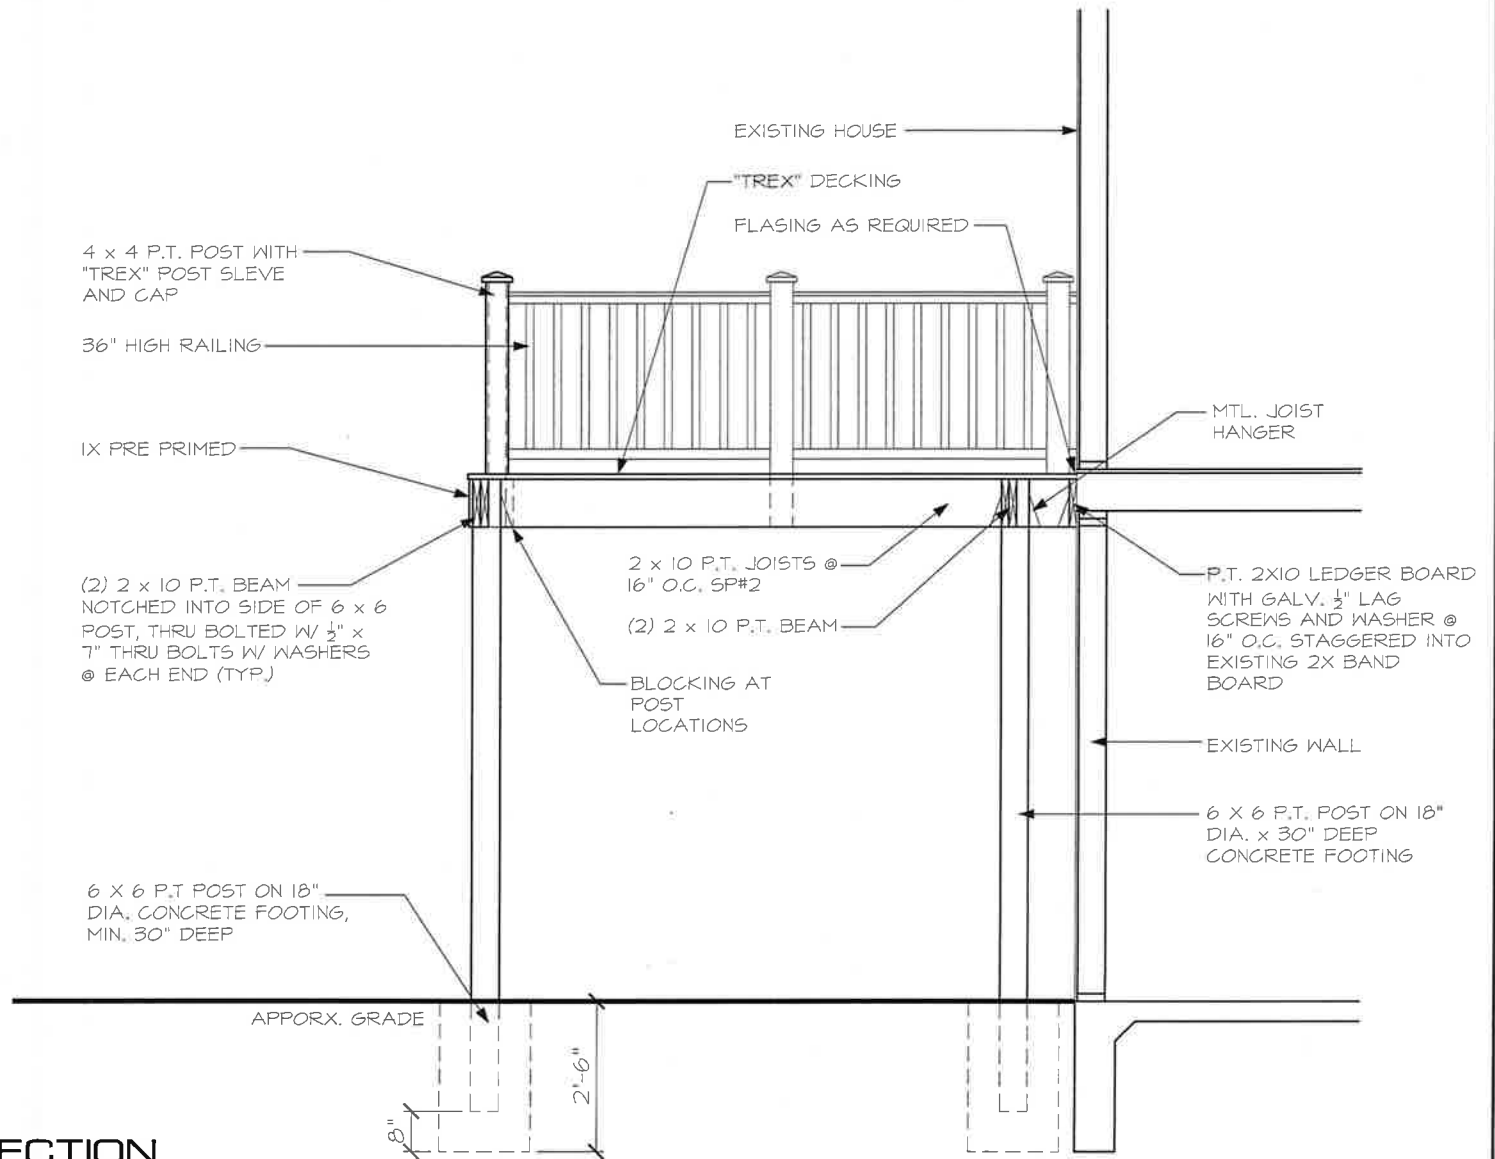 EXISTING HOUSE
"TREX" DECKING
FLASING AS REQUIRED
4 x 4 P.T. POST WITH
"TREX" POST SLEVE
AND CAP
36" HIGH RAILING
MTL. JOIST
HANGER
1X PRE PRIMED
(2) 2 x 10 P.T. BEAM
NOTCHED INTO SIDE OF 6 x 6
POST, THRU BOLTED W/ 1/2" x
7" THRU BOLTS W/ WASHERS
@ EACH END (TYP.)
2 x 10 P.T. JOISTS @
16" O.C. SP#2
(2) 2 x 10 P.T. BEAM
BLOCKING AT
POST
LOCATIONS
P.T. 2X10 LEDGER BOARD
WITH GALV. 1/2" LAG
SCREWS AND WASHER @
16" O.C. STAGGERED INTO
EXISTING 2X BAND
BOARD
EXISTING WALL
6 X 6 P.T. POST ON 18"
DIA. x 30" DEEP
CONCRETE FOOTING
6 X 6 P.T POST ON 18"
DIA. CONCRETE FOOTING,
MIN. 30" DEEP
APPORX. GRADE
2'-6"
8"
ECTION